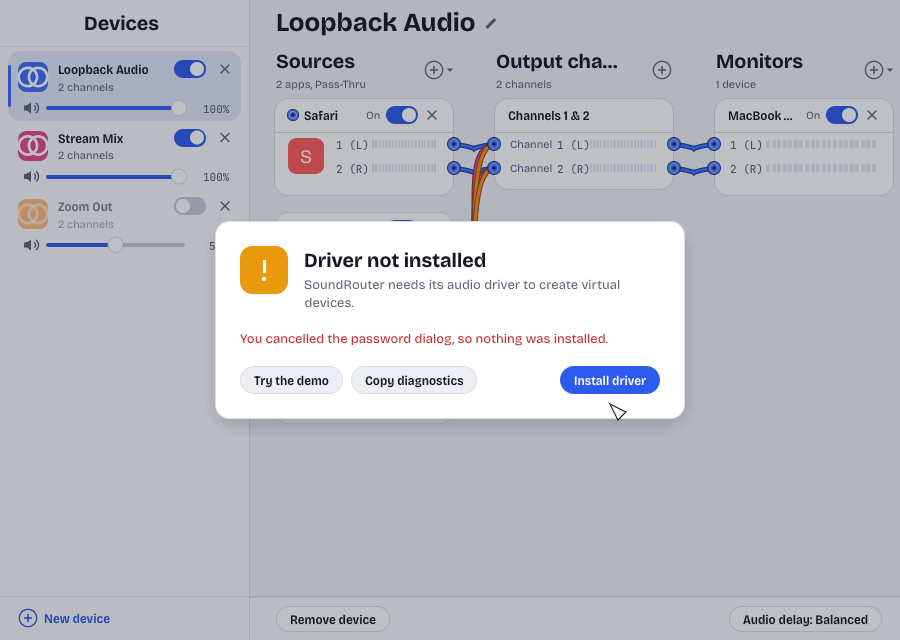 Devices
Loopback Audio
2 channels
100%
Stream Mix
2 channels
100%
Zoom Out
2 channels
Loopback Audio
Sources
2 apps, Pass-Thru
Output cha...
2 channels
Monitors
1 device
Safari
On
S
1 (L)
2 (R)
Channels 1 & 2
Channel 1 (L)
Channel 2 (R)
MacBook ...
On
1 (L)
2 (R)
Driver not installed
SoundRouter needs its audio driver to create virtual
devices.
You cancelled the password dialog, so nothing was installed.
Try the demo
Copy diagnostics
Install driver
New device
Remove device
Audio delay: Balanced